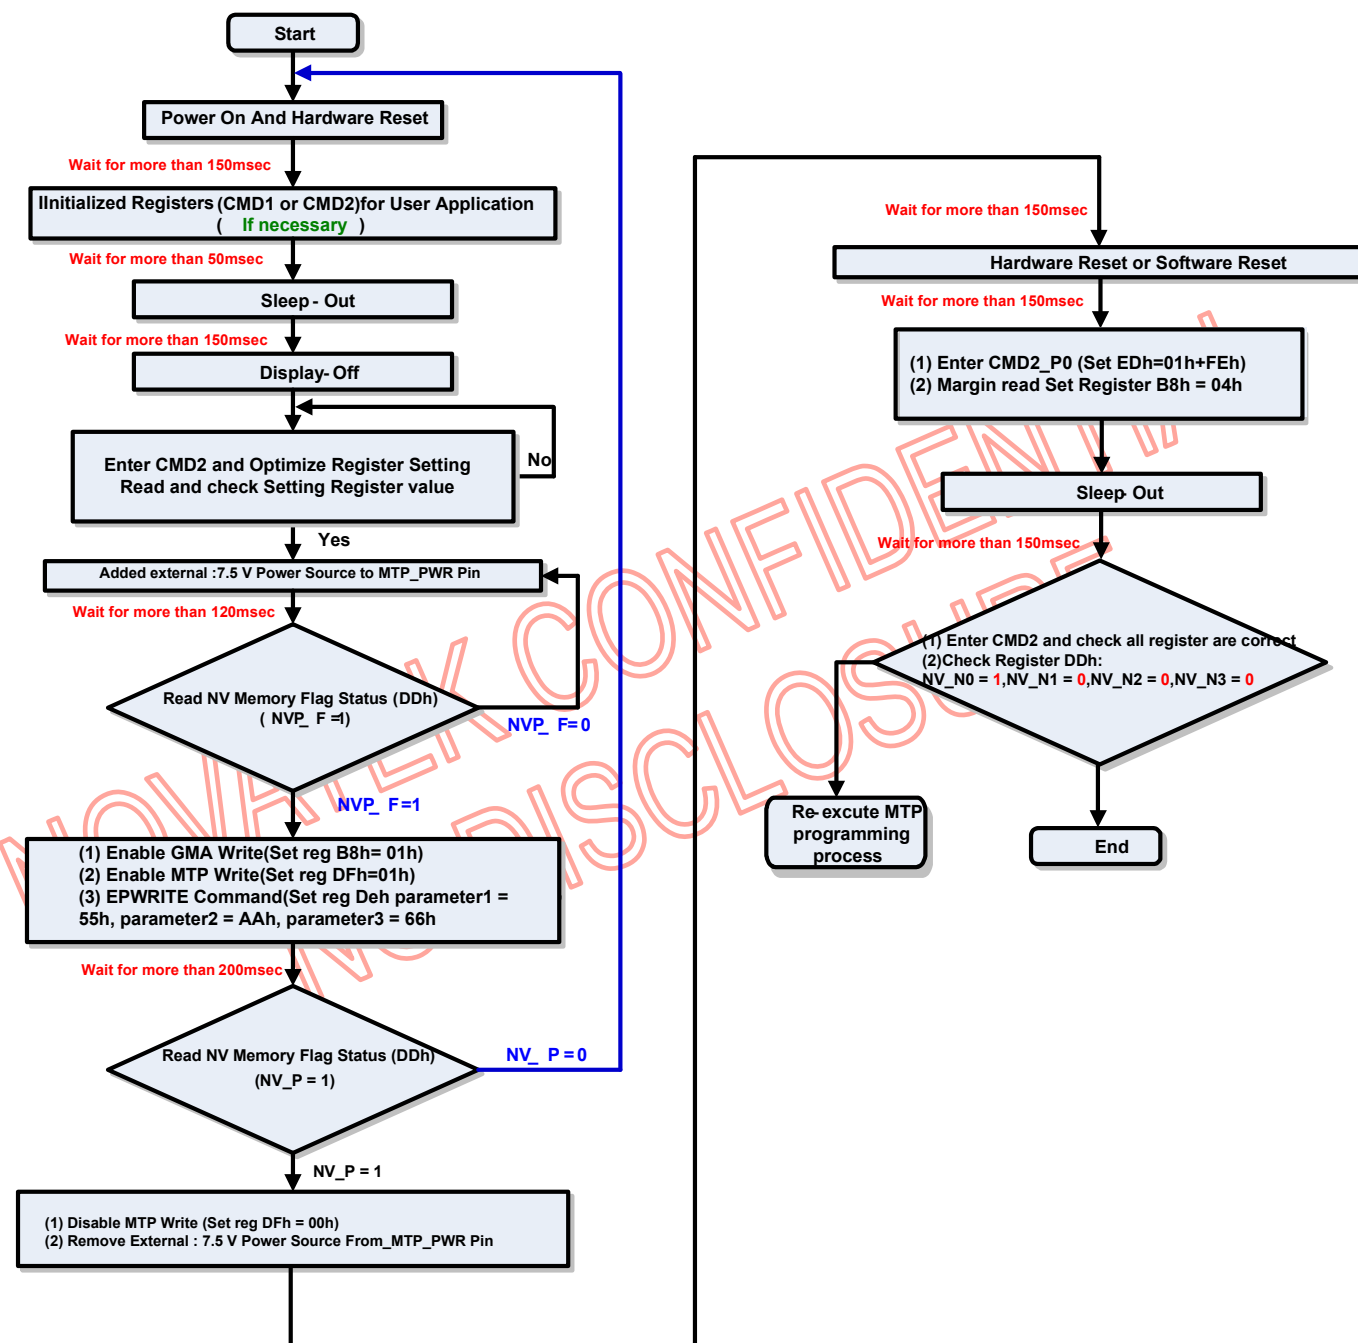 Start
Power On And Hardware Reset
Wait for more than 150msec
IInitialized Registers (CMD1 or CMD2)for User Application
( If necessary )
Wait for more than 50msec
Sleep - Out
Wait for more than 150msec
Display- Off
Enter CMD2 and Optimize Register Setting
Read and check Setting Register value
No
Yes
Added external :7.5 V Power Source to MTP_PWR Pin
Wait for more than 120msec
Read NV Memory Flag Status (DDh)
( NVP_ F =1)
NVP_ F= 0
NVP_ F =1
(1) Enable GMA Write(Set reg B8h= 01h)
(2) Enable MTP Write(Set reg DFh=01h)
(3) EPWRITE Command(Set reg Deh parameter1 =
55h, parameter2 = AAh, parameter3 = 66h
Wait for more than 200msec
Read NV Memory Flag Status (DDh)
(NV_P = 1)
NV_ P = 0
NV_P = 1
(1) Disable MTP Write (Set reg DFh = 00h)
(2) Remove External : 7.5 V Power Source From_MTP_PWR Pin
Wait for more than 150msec
Hardware Reset or Software Reset
Wait for more than 150msec
(1) Enter CMD2_P0 (Set EDh=01h+FEh)
(2) Margin read Set Register B8h = 04h
Sleep- Out
Wait for more than 150msec
(1) Enter CMD2 and check all register are correct
(2)Check Register DDh:
NV_N0 = 1,NV_N1 = 0,NV_N2 = 0,NV_N3 = 0
Re-excute MTP
programming
process
End
NOVATEK CONFIDENTIAL
NO DISCLOSURE